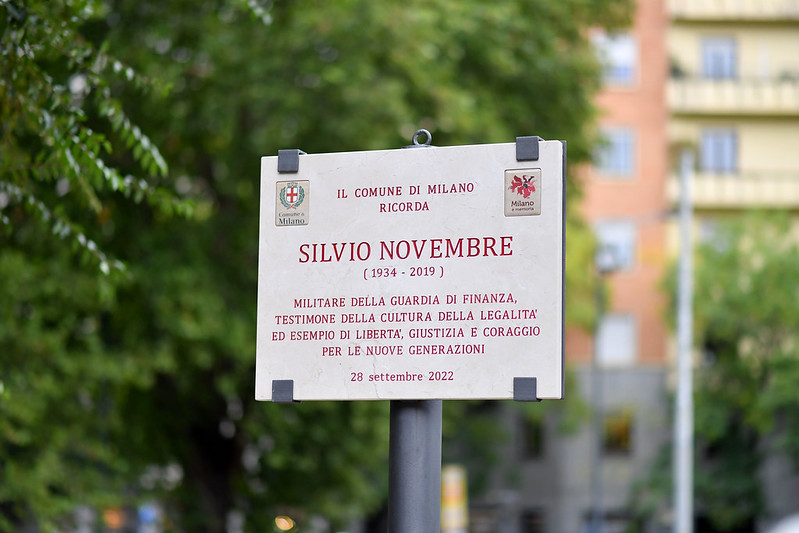 IL COMUNE DI MILANO
RICORDA
Comune di
Milano
Milano
è memoria
SILVIO NOVEMBRE
( 1934 - 2019 )
MILITARE DELLA GUARDIA DI FINANZA,
TESTIMONE DELLA CULTURA DELLA LEGALITA'
ED ESEMPIO DI LIBERTA', GIUSTIZIA E CORAGGIO
PER LE NUOVE GENERAZIONI
28 settembre 2022